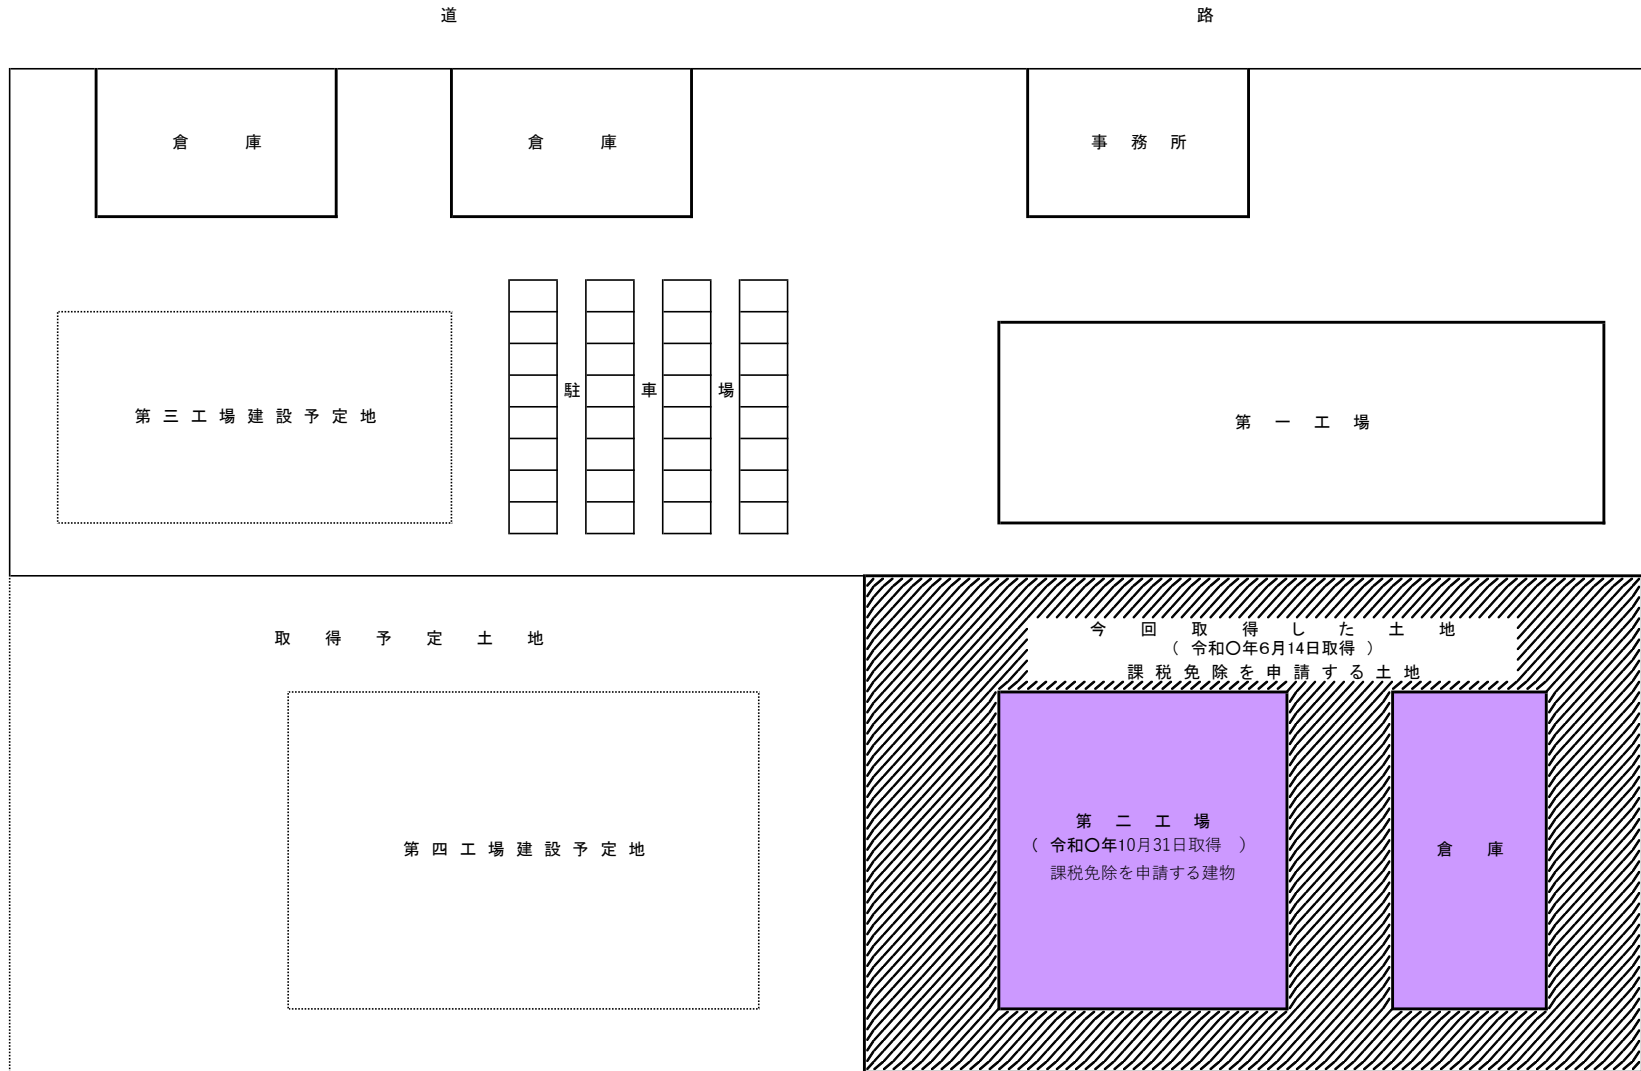 道 路
倉 庫
倉 庫
事 務 所
第三工場建設予定地
駐 車 場
第 一 工 場
取 得 予 定 土 地
今 回 取 得 し た 土 地
( 令和〇年6月14日取得 )
課税免除を申請する土地
第四工場建設予定地
第 二 工 場
( 令和〇年10月31日取得 )
課税免除を申請する建物
倉 庫